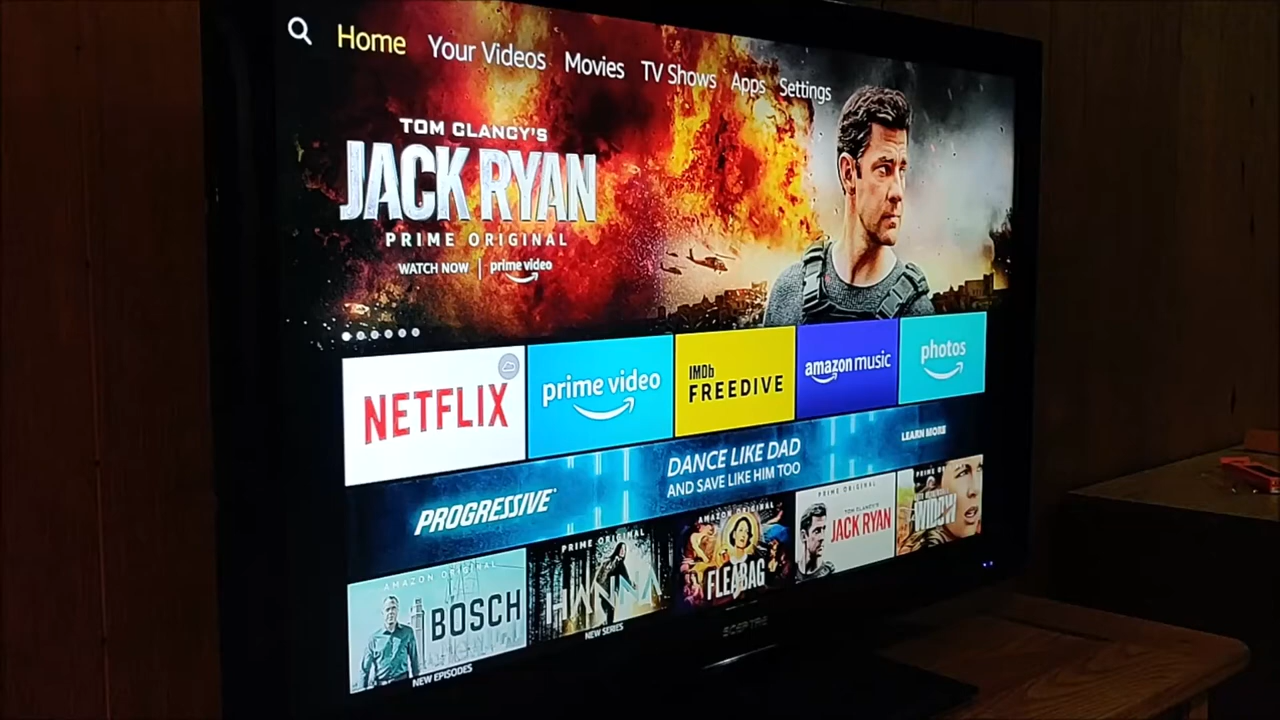 Home
Your Videos
Movies
TV Shows
Apps
Settings
TOM CLANCY'S
JACK RYAN
PRIME ORIGINAL
WATCH NOW | prime video
NETFLIX
prime video
IMDb
FREEDIVE
amazon music
photos
PROGRESSIVE
DANCE LIKE DAD
AND SAVE LIKE HIM TOO
LEARN MORE
AMAZON ORIGINAL
BOSCH
NEW EPISODES
PRIME ORIGINAL
HANNA
NEW SERIES
AMAZON ORIGINAL
FLEABAG
PRIME ORIGINAL
TOM CLANCY'S
JACK RYAN
PRIME
WIDOW
SCEPTRE